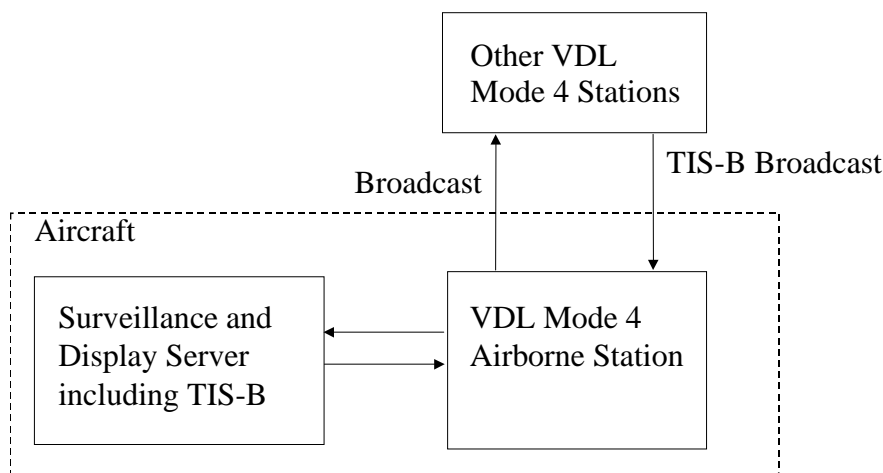 Other VDL
Mode 4 Stations
Broadcast
TIS-B Broadcast
Aircraft
Surveillance and
Display Server
including TIS-B
VDL Mode 4
Airborne Station